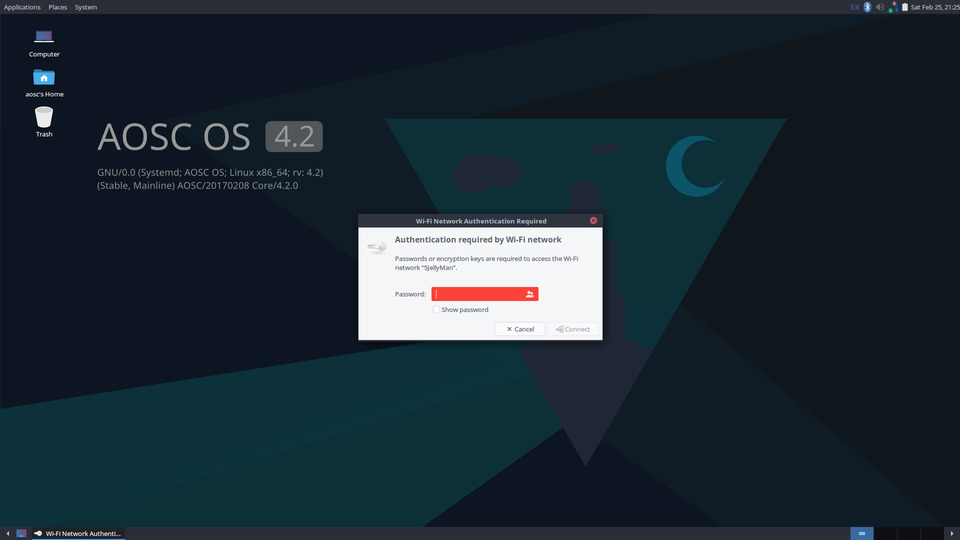 Applications Places System
EN
Sat Feb 25, 21:25
Computer
aosc's Home
Trash
AOSC OS 4.2
GNU/0.0 (Systemd; AOSC OS; Linux x86_64; rv: 4.2)
(Stable, Mainline) AOSC/20170208 Core/4.2.0
Wi-Fi Network Authentication Required
Authentication required by Wi-Fi network
Passwords or encryption keys are required to access the Wi-Fi
network “5JellyMan”.
Password:
Show password
Cancel Connect
Wi-Fi Network Authenti...